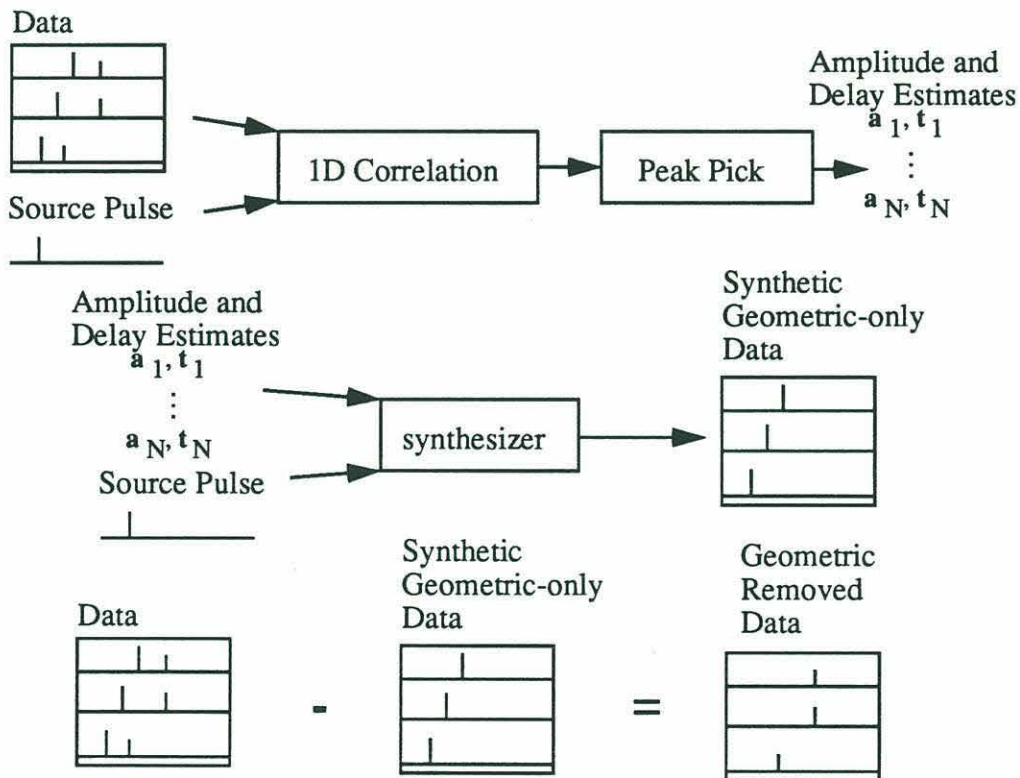 Data
Amplitude and
Delay Estimates
a 1, t 1
⋮
a N, t N
1D Correlation
Peak Pick
Source Pulse
Amplitude and
Delay Estimates
a 1, t 1
⋮
a N, t N
Source Pulse
synthesizer
Synthetic
Geometric-only
Data
Data
-
Synthetic
Geometric-only
Data
=
Geometric
Removed
Data